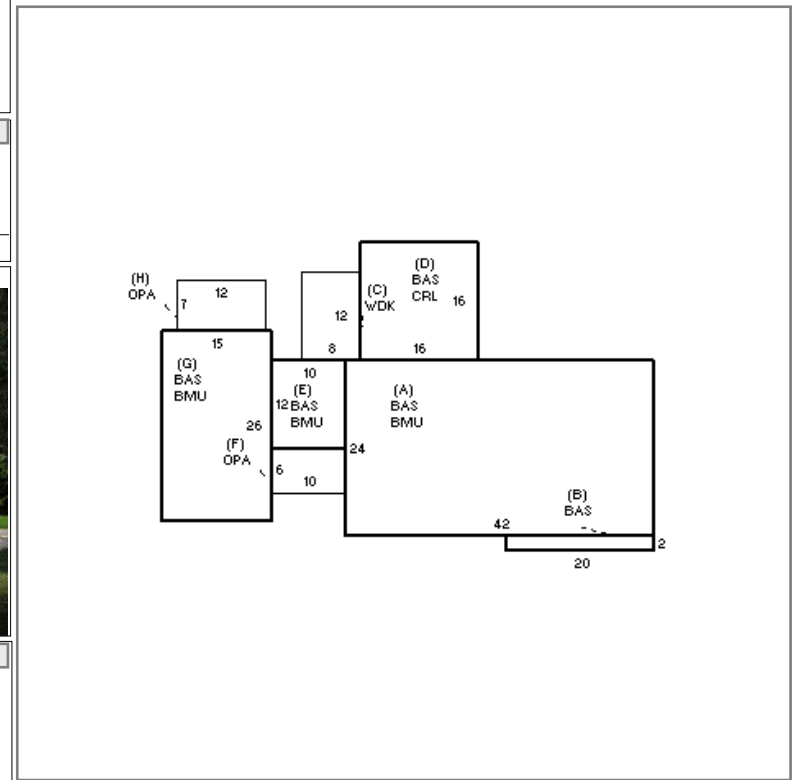 (H)
OPA
7
12
(C)
WDK
12
8
(D)
BAS
CRL
16
16
15
(G)
BAS
BMU
26
10
(E)
12 BAS
BMU
(F)
OPA
6
10
(A)
BAS
BMU
24
42
(B)
BAS
2
20